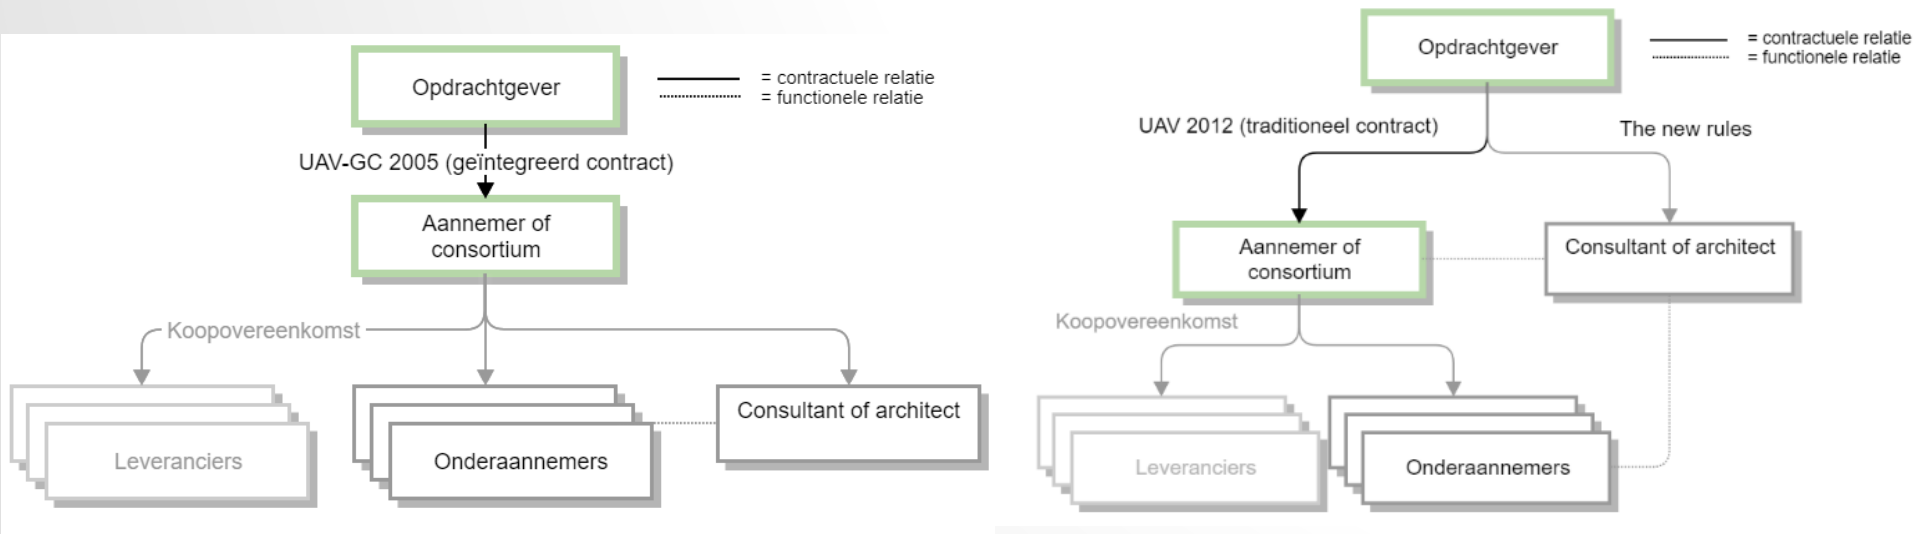 Opdrachtgever
= contractuele relatie
= functionele relatie
UAV-GC 2005 (geïntegreerd contract)
Aannemer of
consortium
Koopovereenkomst
Leveranciers
Onderaannemers
Consultant of architect
Opdrachtgever
= contractuele relatie
= functionele relatie
UAV 2012 (traditioneel contract)
The new rules
Aannemer of
consortium
Consultant of architect
Koopovereenkomst
Leveranciers
Onderaannemers